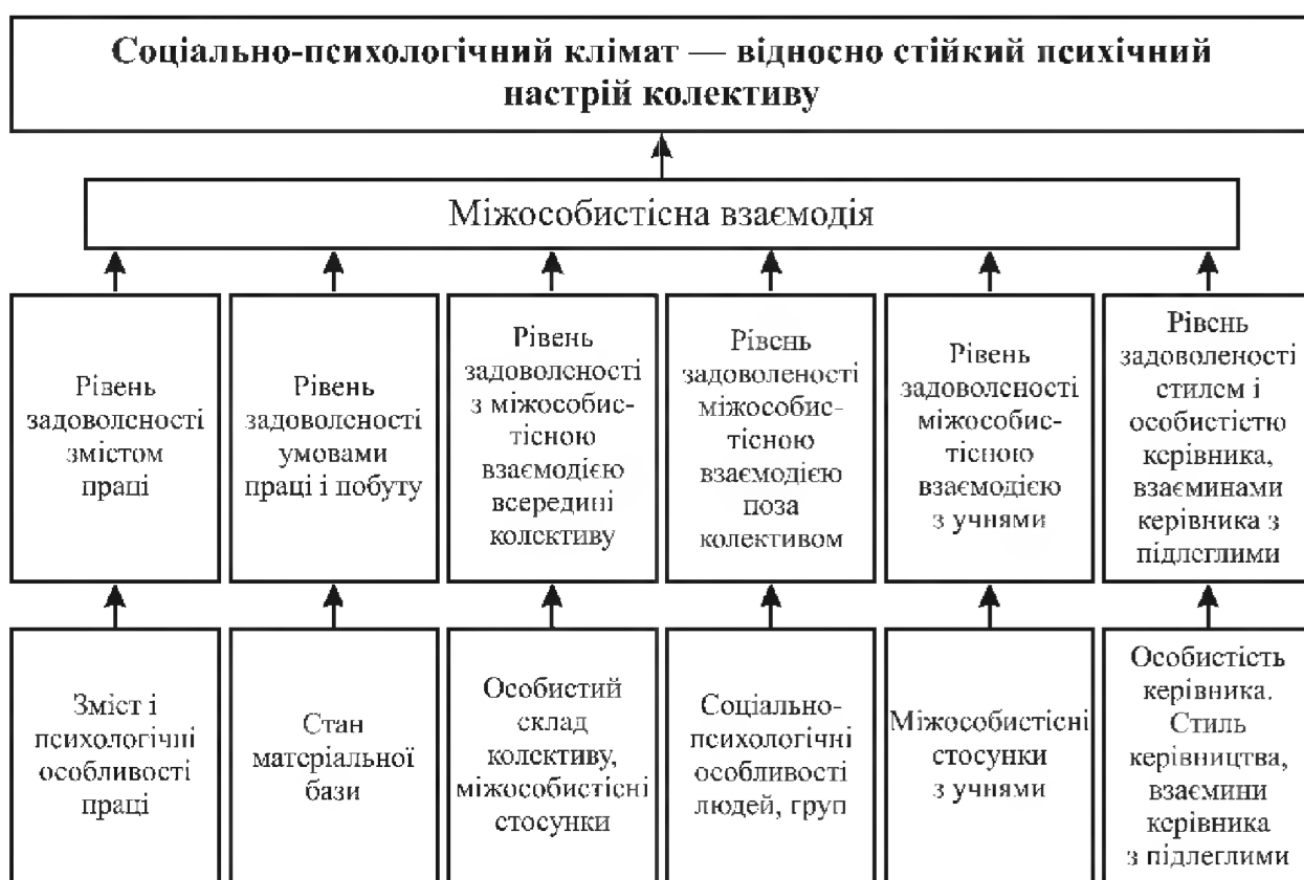 Соціально-психологічний клімат — відносно стійкий психічний
настрій колективу
Міжособистісна взаємодія
Рівень
задоволеності
змістом
праці
Рівень
задоволеності
умовами
праці і побуту
Рівень
задоволеності
з міжособис-
тісною
взаємодією
всередині
колективу
Рівень
задоволеності
міжособис-
тісною
взаємодією
поза
колективом
Рівень
задоволеності
міжособис-
тісною
взаємодією
з учнями
Рівень
задоволеності
стилем і
особистістю
керівника,
взаєминами
керівника з
підлеглими
Зміст і
психологічні
особливості
праці
Стан
матеріальної
бази
Особистий
склад
колективу,
міжособистісні
стосунки
Соціально-
психологічні
особливості
людей, груп
Міжособистісні
стосунки
з учнями
Особистість
керівника.
Стиль
керівництва,
взаємини
керівника
з підлеглими